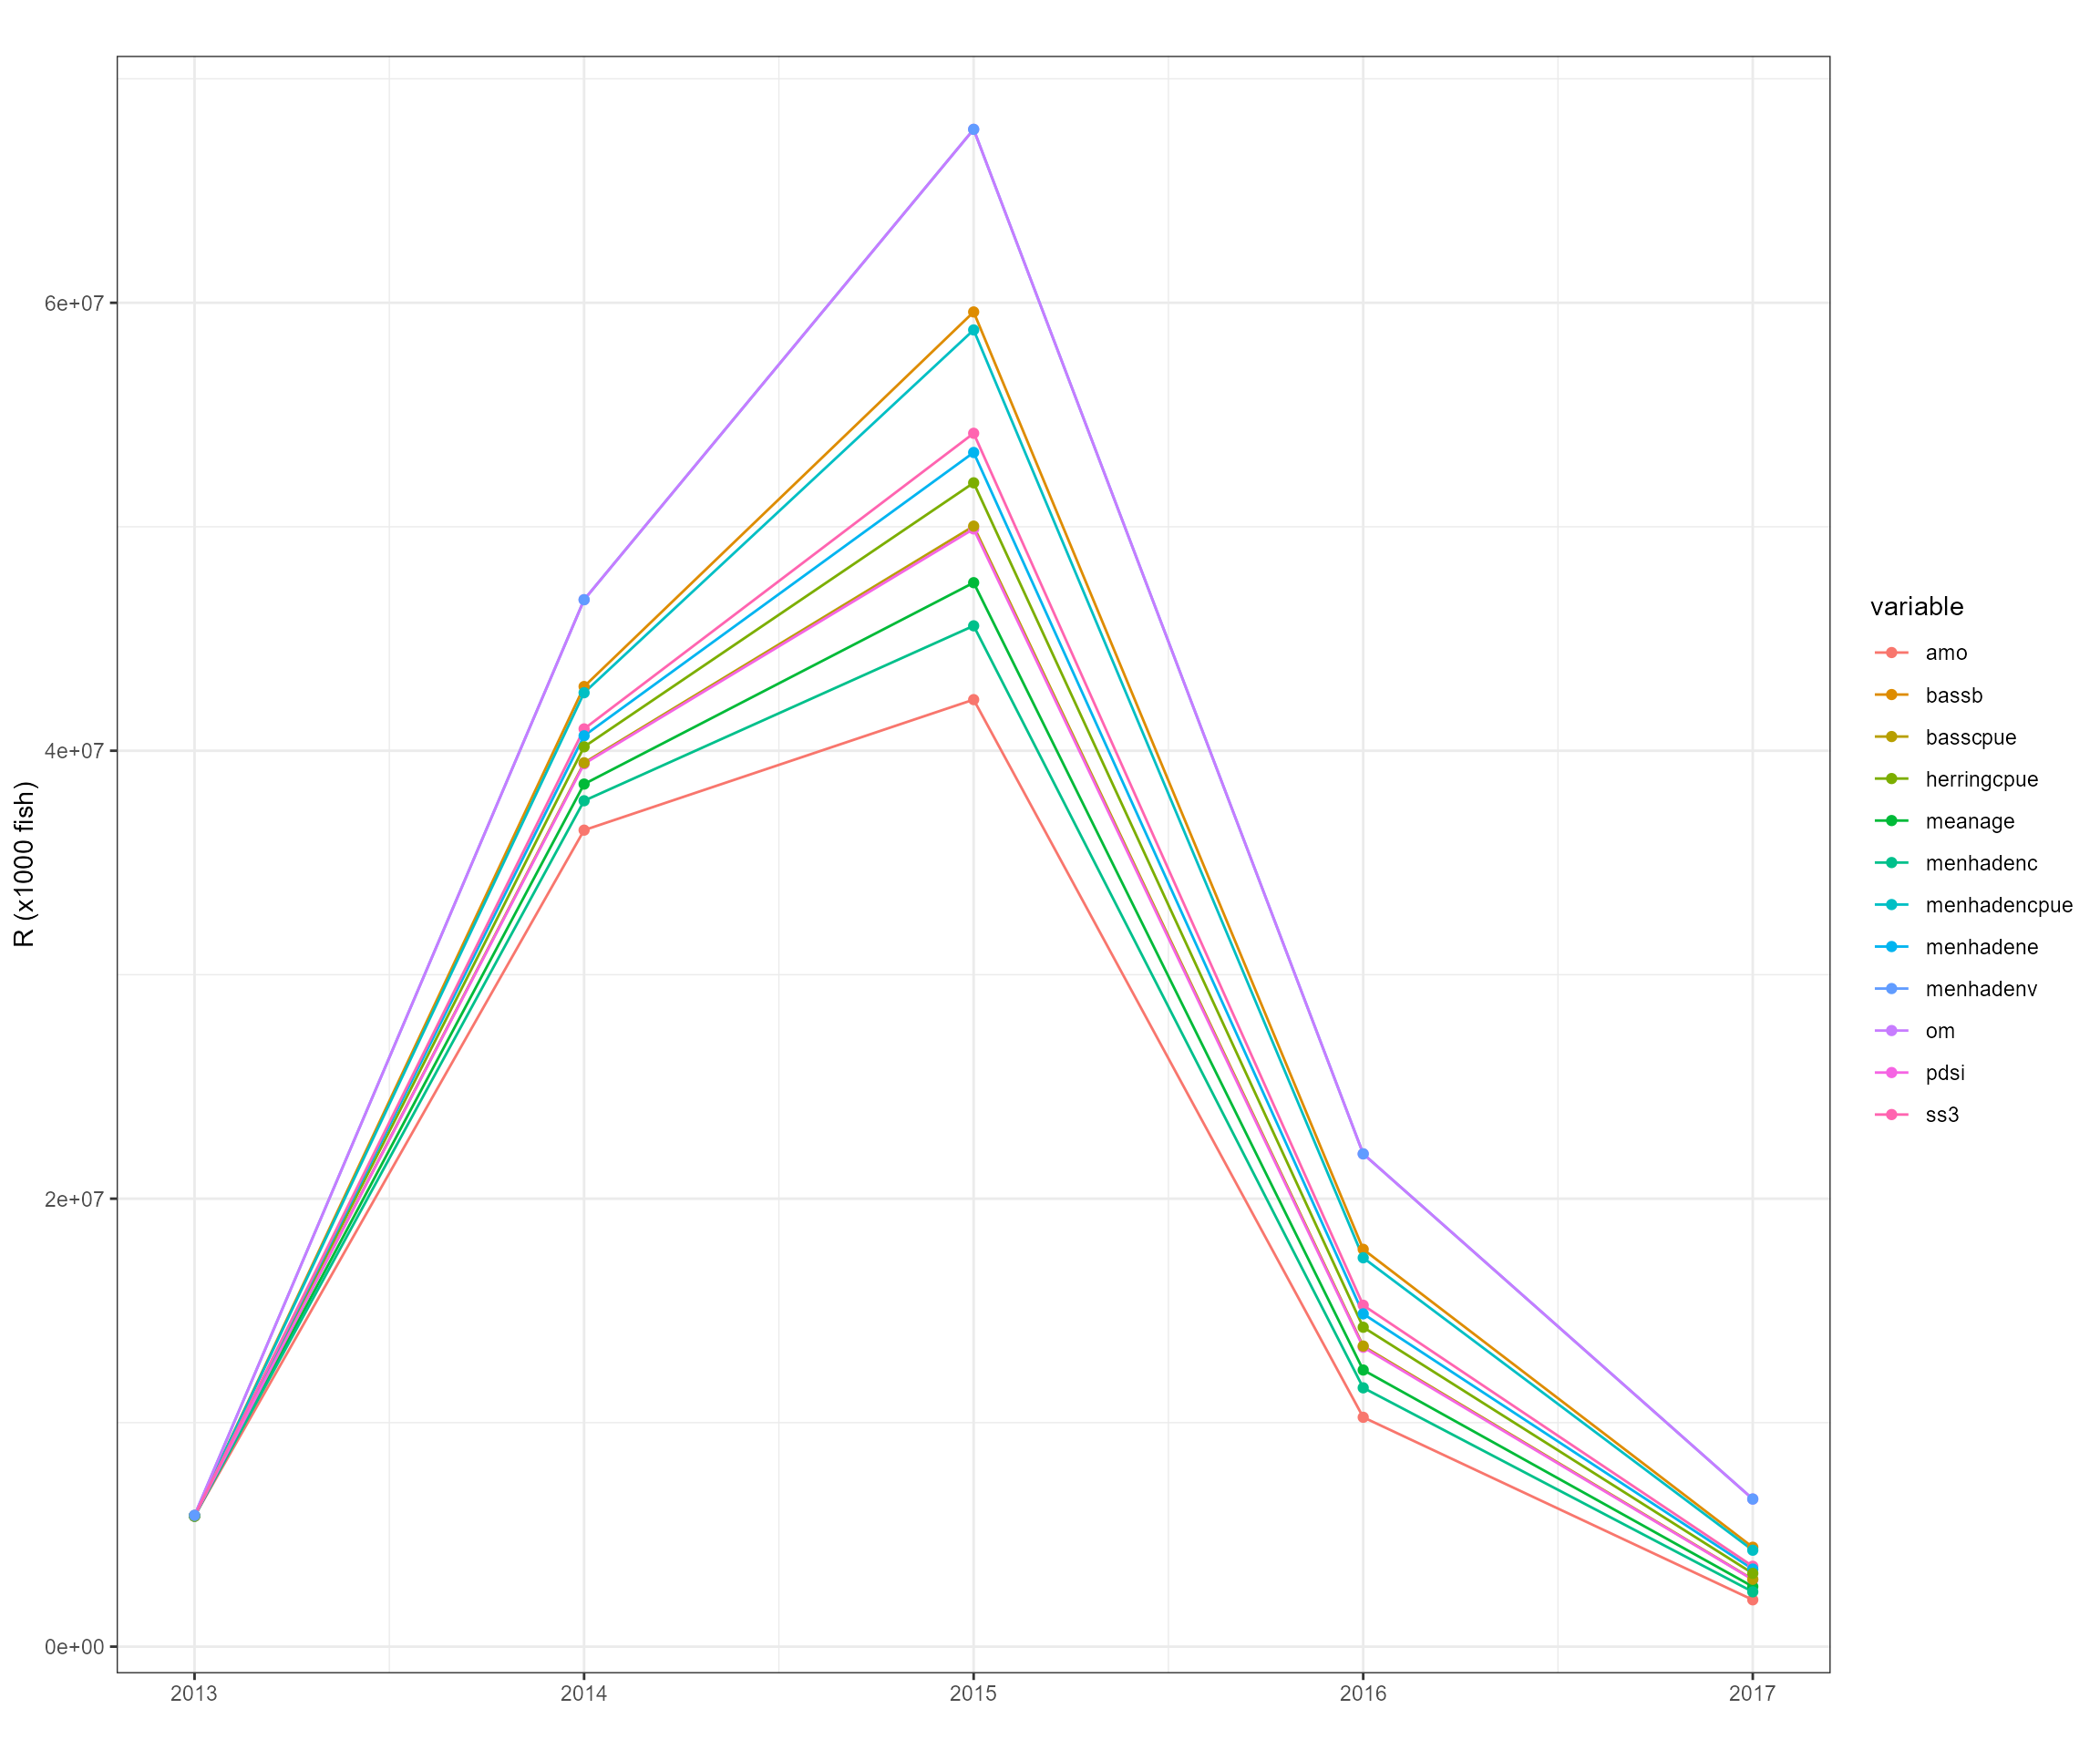 R (x1000 fish)
6e+07
4e+07
2e+07
0e+00
2013
2014
2015
2016
2017
variable
amo
bassb
basscpue
herringcpue
meanage
menhadenc
menhadencpue
menhadene
menhadenv
om
pdsi
ss3